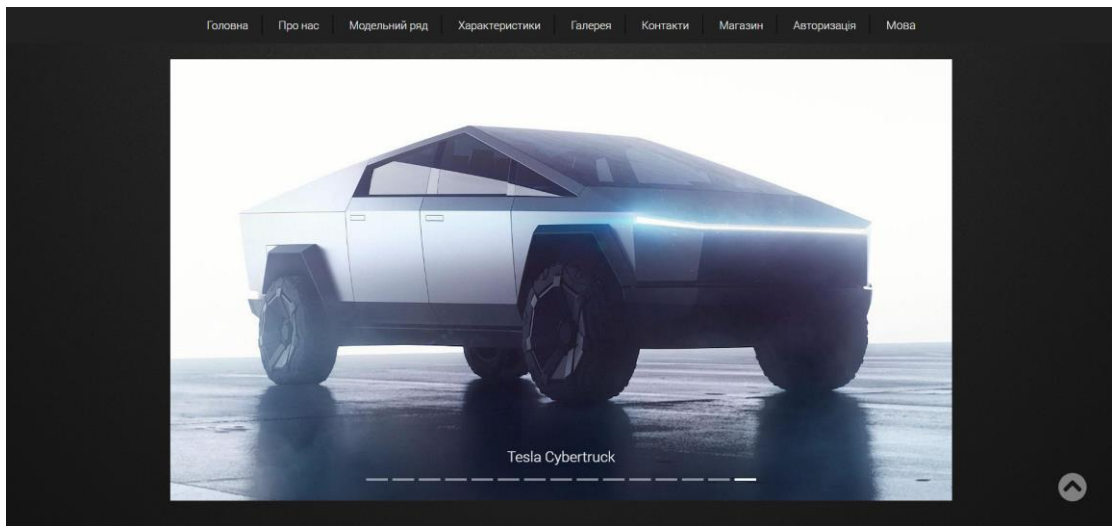 Головна Про нас Модельний ряд Характеристики Галерея Контакти Магазин Авторизація Мова
Tesla Cybertruck